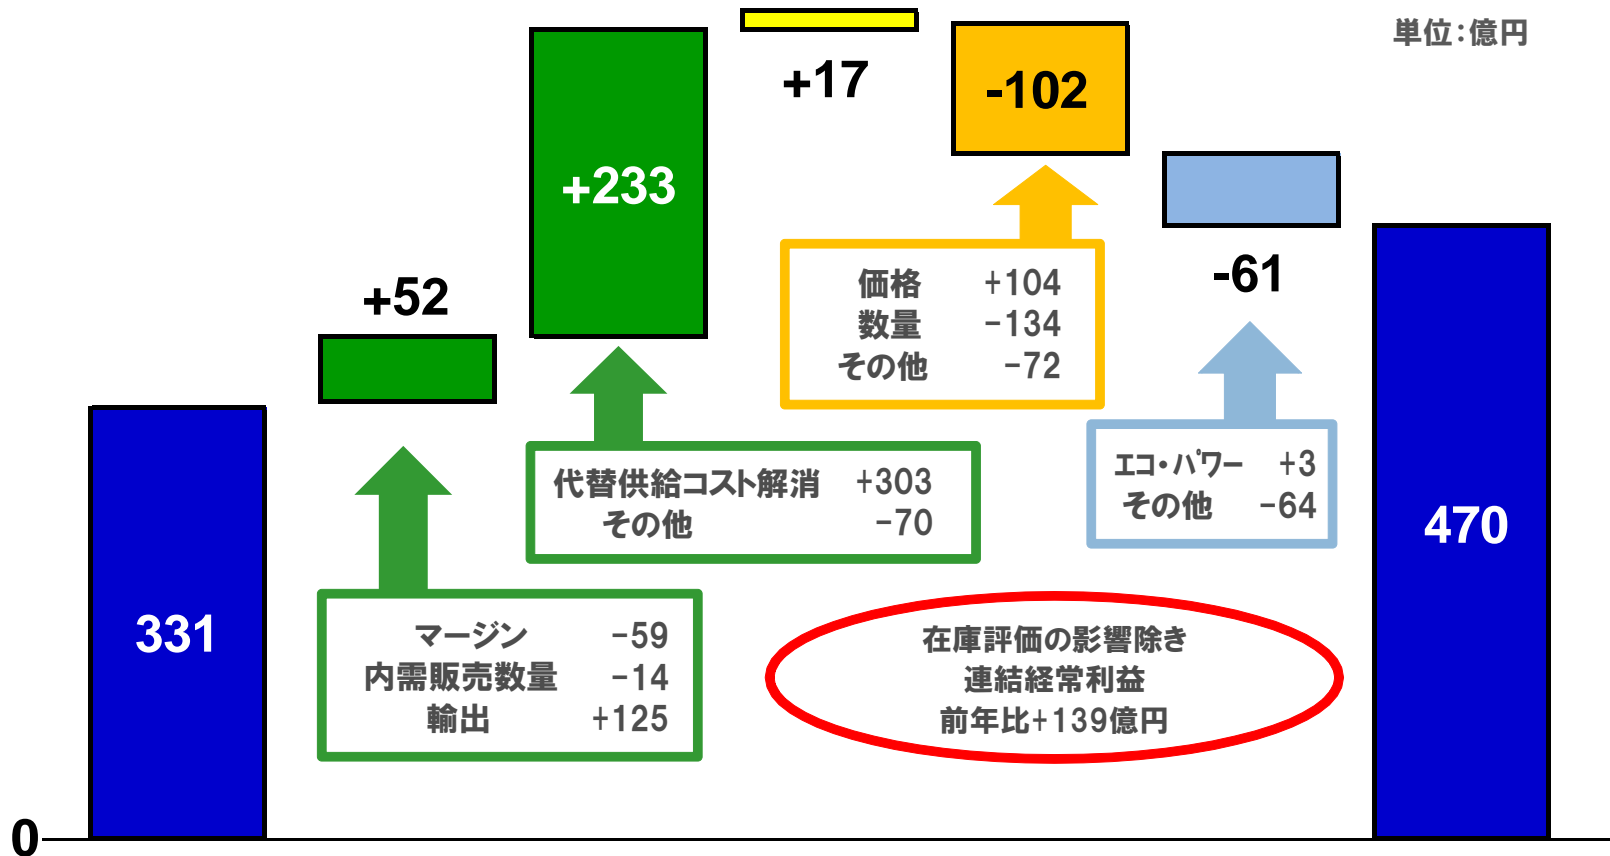 単位:億円
+17
-102
+233
+52
-61
価格 +104
数量 -134
その他 -72
代替供給コスト解消 +303
その他 -70
エコ・パワー +3
その他 -64
470
331
マージン -59
内需販売数量 -14
輸出 +125
在庫評価の影響除き
連結経常利益
前年比+139億円
0